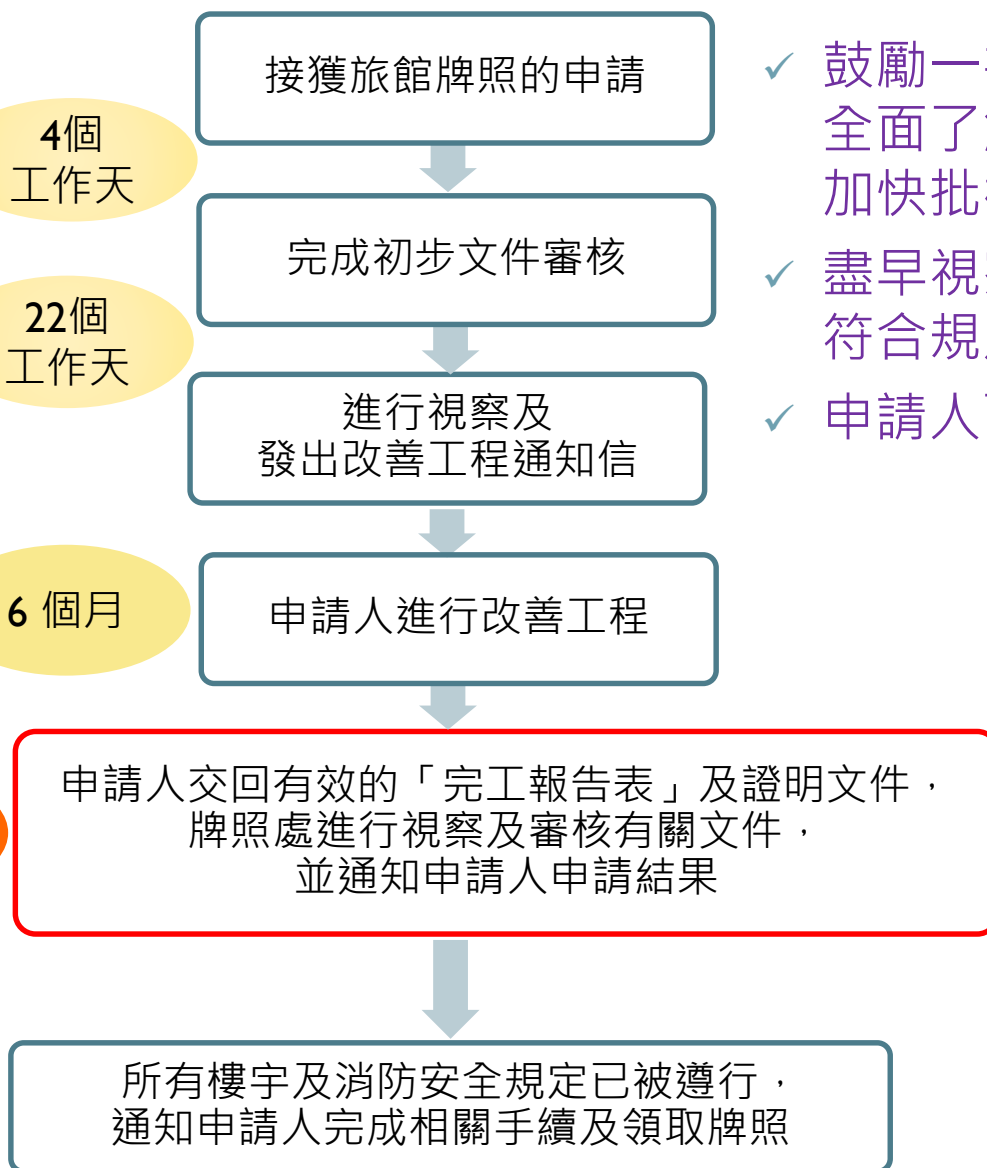 接獲旅館牌照的申請
4個
工作天
完成初步文件審核
22個
工作天
進行視察及
發出改善工程通知信
6 個月
申請人進行改善工程
申請人交回有效的「完工報告表」及證明文件，
牌照處進行視察及審核有關文件，
並通知申請人申請結果
所有樓宇及消防安全規定已被遵行，
通知申請人完成相關手續及領取牌照
✓ 鼓勵一
全面了
加快批
✓ 盡早視
符合規
✓ 申請人